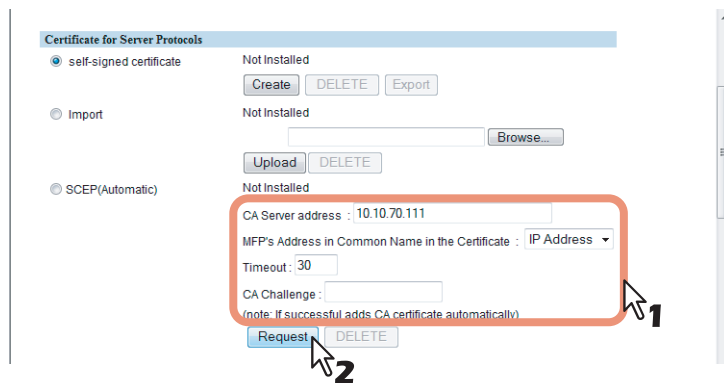 Certificate for Server Protocols
self-signed certificate Not Installed
Create DELETE Export
Import Not Installed
Browse...
Upload DELETE
SCEP(Automatic) Not Installed
CA Server address : 10.10.70.111
MFP's Address in Common Name in the Certificate : IP Address
Timeout : 30
CA Challenge :
(note: If successful adds CA certificate automatically)
1
Request DELETE
2